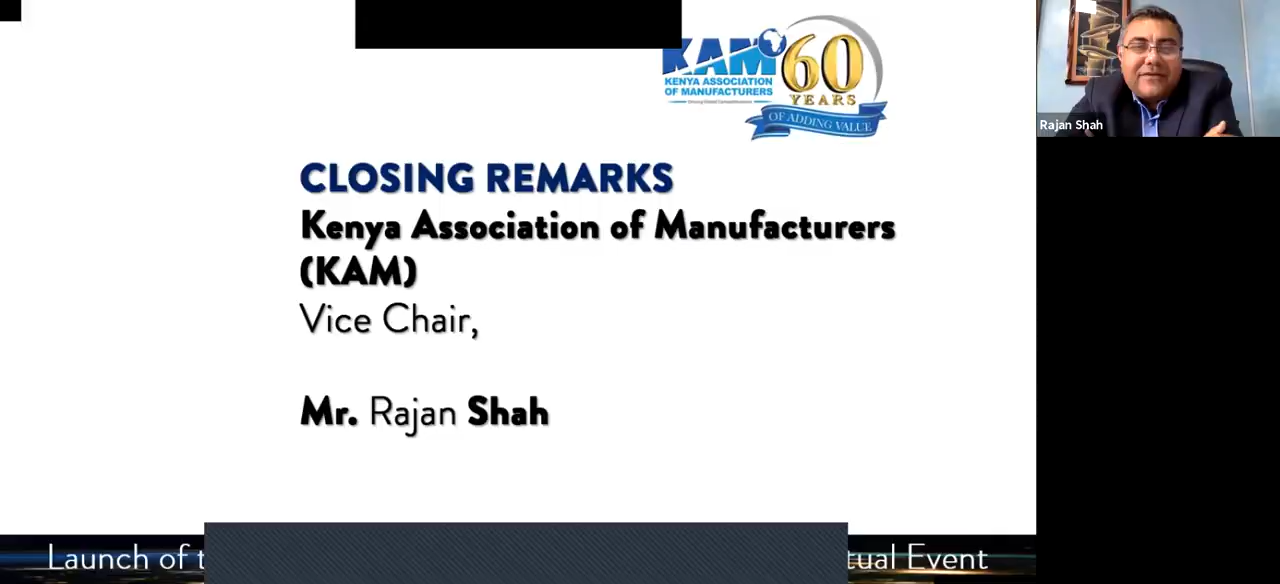 KAM
KENYA ASSOCIATION
OF MANUFACTURERS
60
YEARS
OF ADDING VALUE
Rajan Shah
CLOSING REMARKS
Kenya Association of Manufacturers
(KAM)
Vice Chair,
Mr. Rajan Shah
Launch of
tual Event